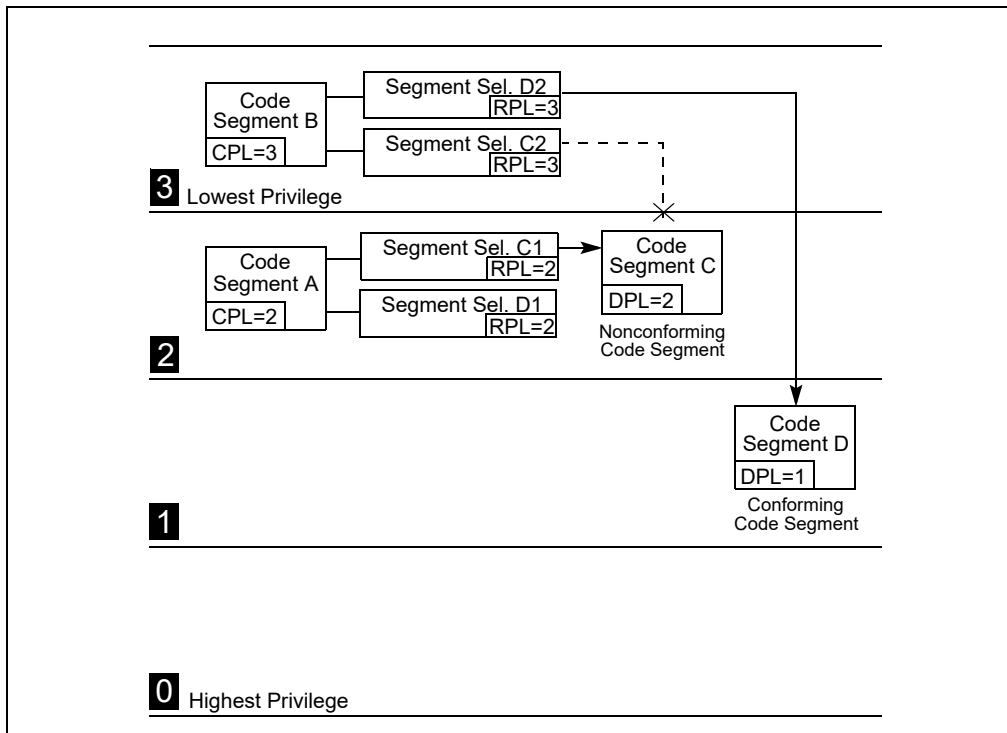 Code
Segment B
CPL=3
Segment Sel. D2
RPL=3
Segment Sel. C2
RPL=3
3 Lowest Privilege
Code
Segment A
CPL=2
Segment Sel. C1
RPL=2
Segment Sel. D1
RPL=2
Code
Segment C
DPL=2
Nonconforming
Code Segment
2
Code
Segment D
DPL=1
Conforming
Code Segment
1
0 Highest Privilege